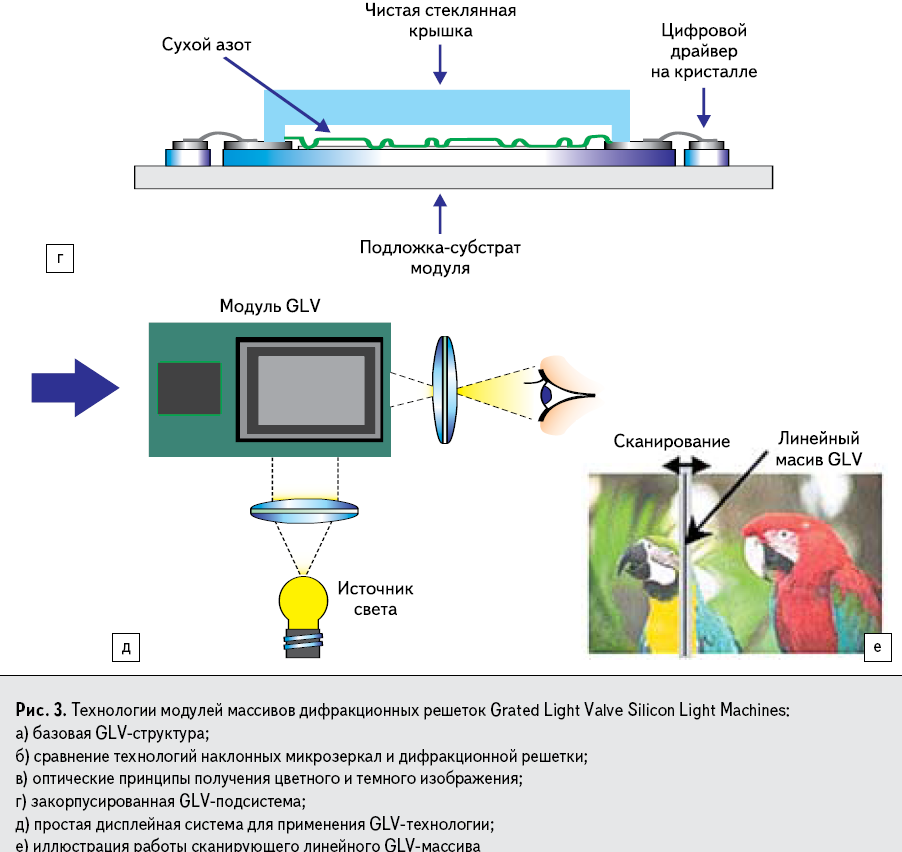 Чистая стеклянная
крышка
Сухой азот
Цифровой
драйвер
на кристалле
Подложка-субстрат
модуля
г
Модуль GLV
Сканирование
Линейный
масив GLV
Источник
света
д
е
Рис. 3. Технологии модулей массивов дифракционных решеток Grated Light Valve Silicon Light Machines:
а) базовая GLV-структура;
б) сравнение технологий наклонных микрозеркал и дифракционной решетки;
в) оптические принципы получения цветного и темного изображения;
г) закорпусированная GLV-подсистема;
д) простая дисплейная система для применения GLV-технологии;
е) иллюстрация работы сканирующего линейного GLV-массива